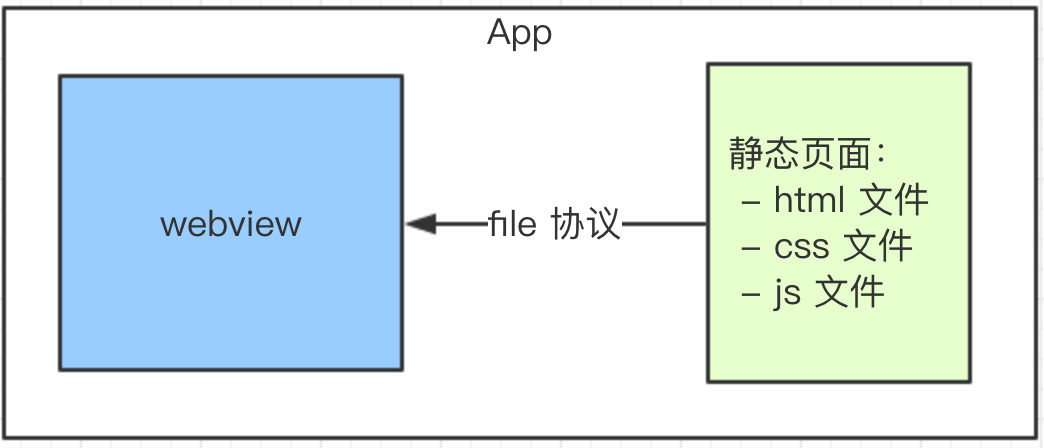 App
webview
file 协议
静态页面：
- html 文件
- css 文件
- js 文件